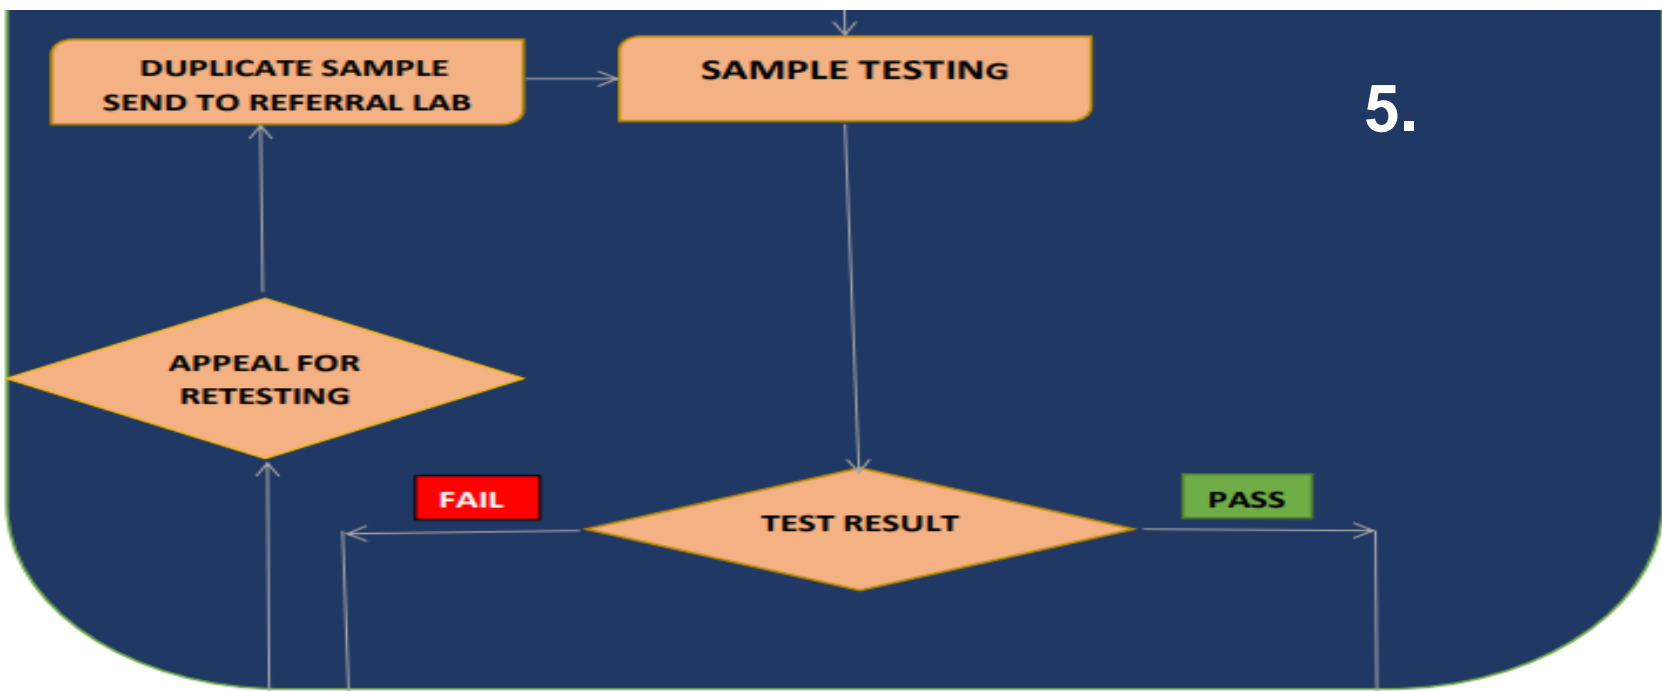 DUPLICATE SAMPLE
SEND TO REFERRAL LAB
SAMPLE TESTING
5.
APPEAL FOR
RETESTING
FAIL
TEST RESULT
PASS